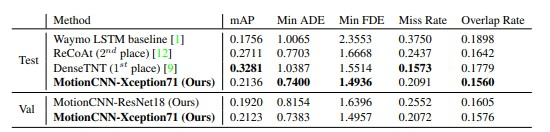 Method mAP Min ADE Min FDE Miss Rate Overlap Rate
Test
Waymo LSTM baseline [1] 0.1756 1.0065 2.3553 0.3750 0.1898
ReCoAt (2nd place) [12] 0.2711 0.7703 1.6668 0.2437 0.1642
DenseTNT (1st place) [9] 0.3281 1.0387 1.5514 0.1573 0.1779
MotionCNN-Xception71 (Ours) 0.2136 0.7400 1.4936 0.2091 0.1560
Val
MotionCNN-ResNet18 (Ours) 0.1920 0.8154 1.6396 0.2552 0.1605
MotionCNN-Xception71 (Ours) 0.2123 0.7383 1.4957 0.2072 0.1576